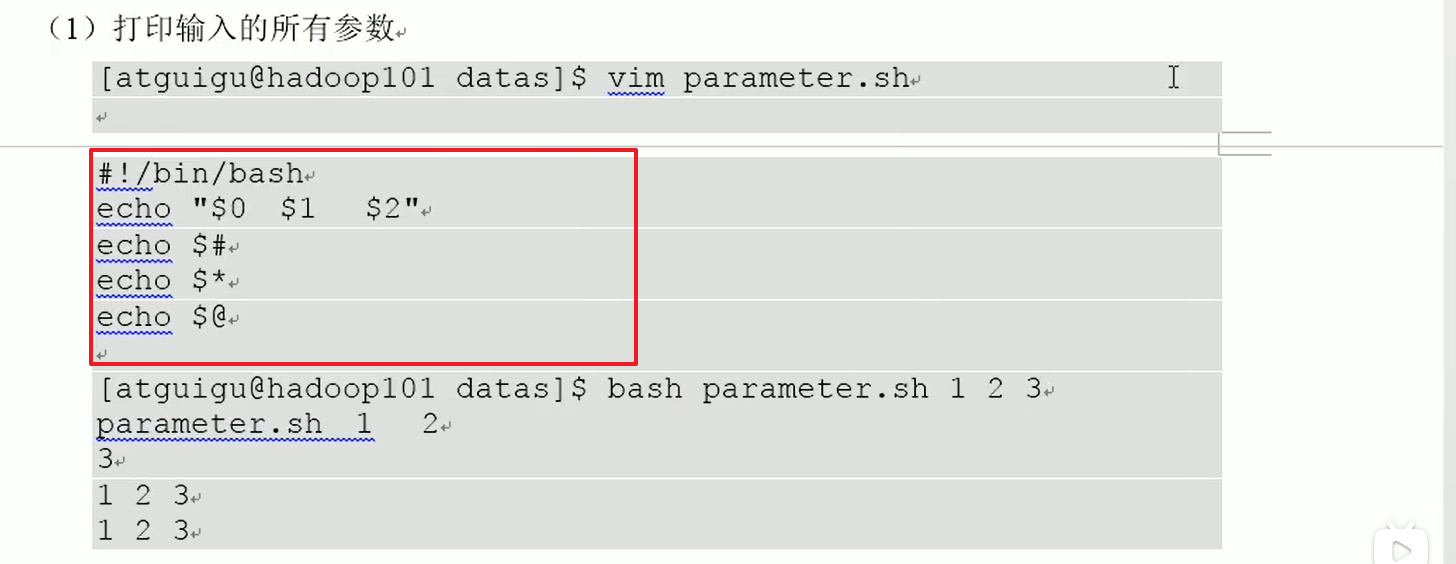 （1）打印输入的所有参数↵
[atguigu@hadoop101 datas]$ vim parameter.sh↵
↵
#!/bin/bash↵
echo "$0  $1   $2"↵
echo $#↵
echo $*↵
echo $@↵
↵
[atguigu@hadoop101 datas]$ bash parameter.sh 1 2 3↵
parameter.sh  1   2↵
3↵
1 2 3↵
1 2 3↵